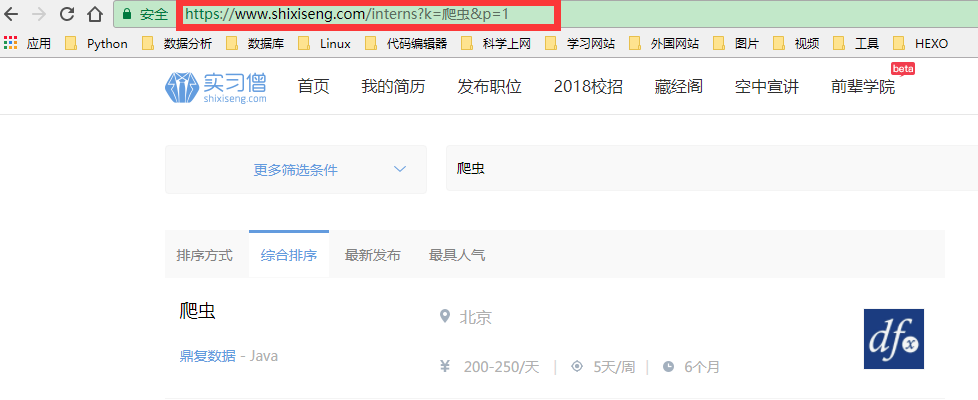 安全 https://www.shixiseng.com/interns?k=爬虫&p=1
应用 Python 数据分析 数据库 Linux 代码编辑器 科学上网 学习网站 外国网站 图片 视频 工具 HEXO
实习僧 shixiseng.com 首页 我的简历 发布职位 2018校招 藏经阁 空中宣讲 前辈学院 beta
更多筛选条件 爬虫
排序方式 综合排序 最新发布 最具人气
爬虫 北京
鼎复数据 - Java ¥ 200-250/天 | 5天/周 | 6个月
dfx